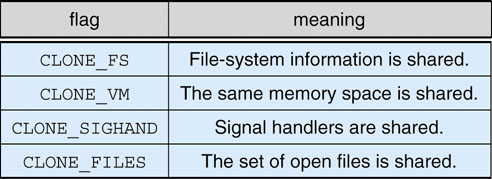 flag meaning
CLONE_FS File-system information is shared.
CLONE_VM The same memory space is shared.
CLONE_SIGHAND Signal handlers are shared.
CLONE_FILES The set of open files is shared.